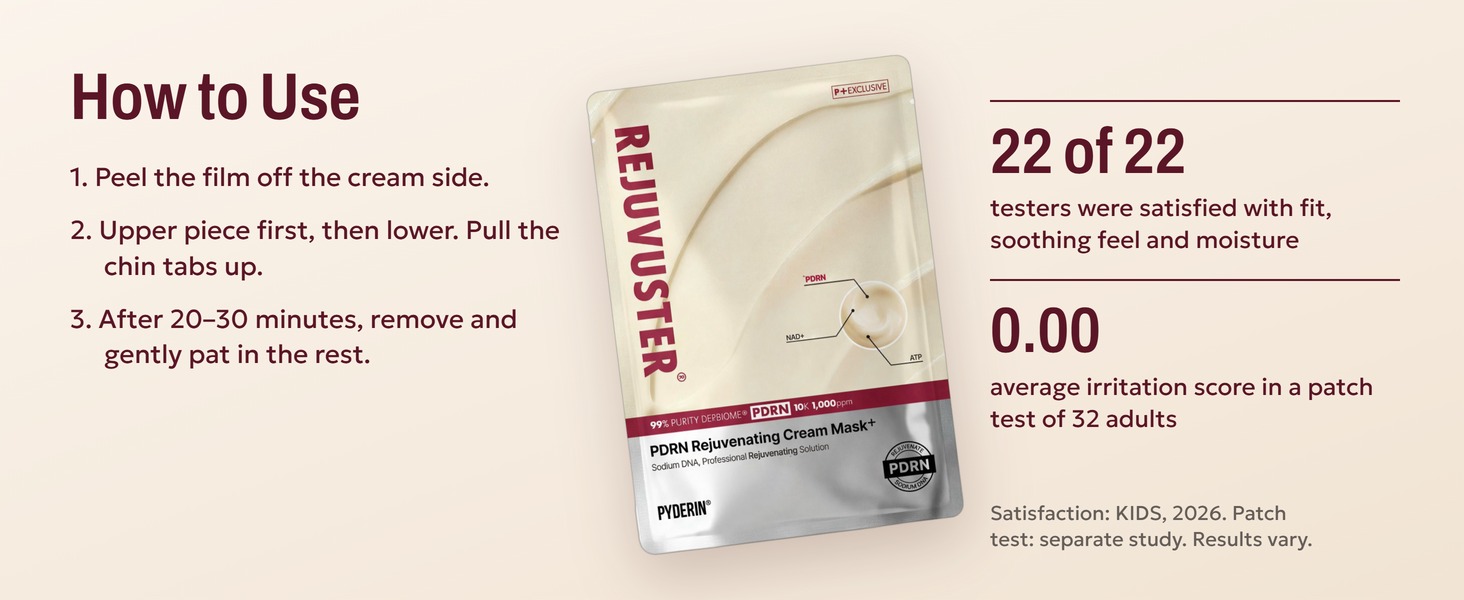 How to Use
1. Peel the film off the cream side.
2. Upper piece first, then lower. Pull the
chin tabs up.
3. After 20–30 minutes, remove and
gently pat in the rest.
P+EXCLUSIVE
REJUVUSTER
PDRN
NAD+
ATP
99% PURITY DERBIOME® PDRN 10K 1,000ppm
PDRN Rejuvenating Cream Mask+
Sodium DNA, Professional Rejuvenating Solution
REJUVENATE
PDRN
SODIUM DNA
PYDERIN®
22 of 22
testers were satisfied with fit,
soothing feel and moisture
0.00
average irritation score in a patch
test of 32 adults
Satisfaction: KIDS, 2026. Patch
test: separate study. Results vary.